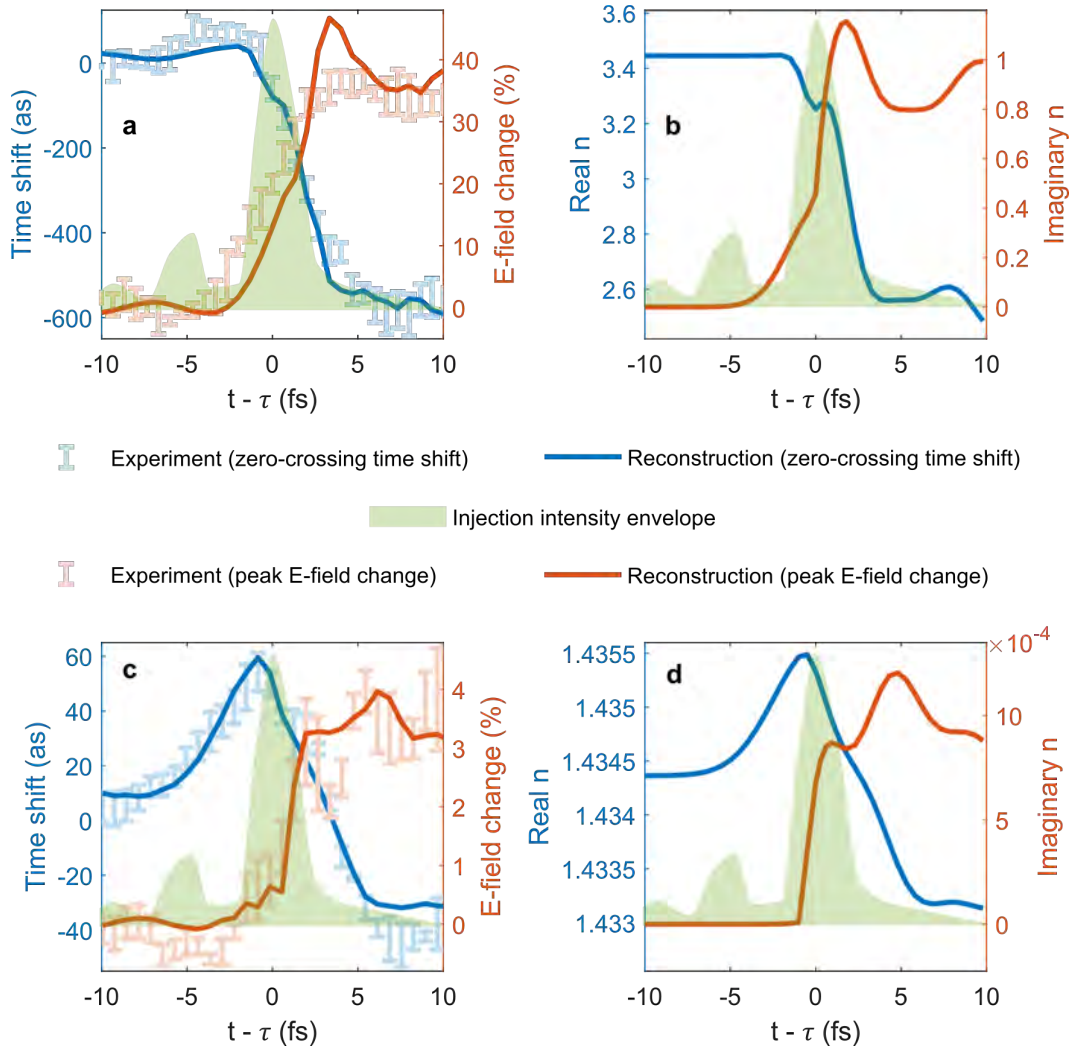 a
Time shift (as)
0
-200
-400
-600
E-field change (%)
40
30
20
10
0
-10 -5 0 5 10
t - τ (fs)
b
Real n
3.6
3.4
3.2
3
2.8
2.6
Imaginary n
1
0.8
0.6
0.4
0.2
0
-10 -5 0 5 10
t - τ (fs)
Experiment (zero-crossing time shift)
Reconstruction (zero-crossing time shift)
Injection intensity envelope
Experiment (peak E-field change)
Reconstruction (peak E-field change)
c
Time shift (as)
60
40
20
0
-20
-40
E-field change (%)
4
3
2
1
0
-10 -5 0 5 10
t - τ (fs)
d
Real n
1.4355
1.435
1.4345
1.434
1.4335
1.433
×10-4
Imaginary n
10
5
0
-10 -5 0 5 10
t - τ (fs)